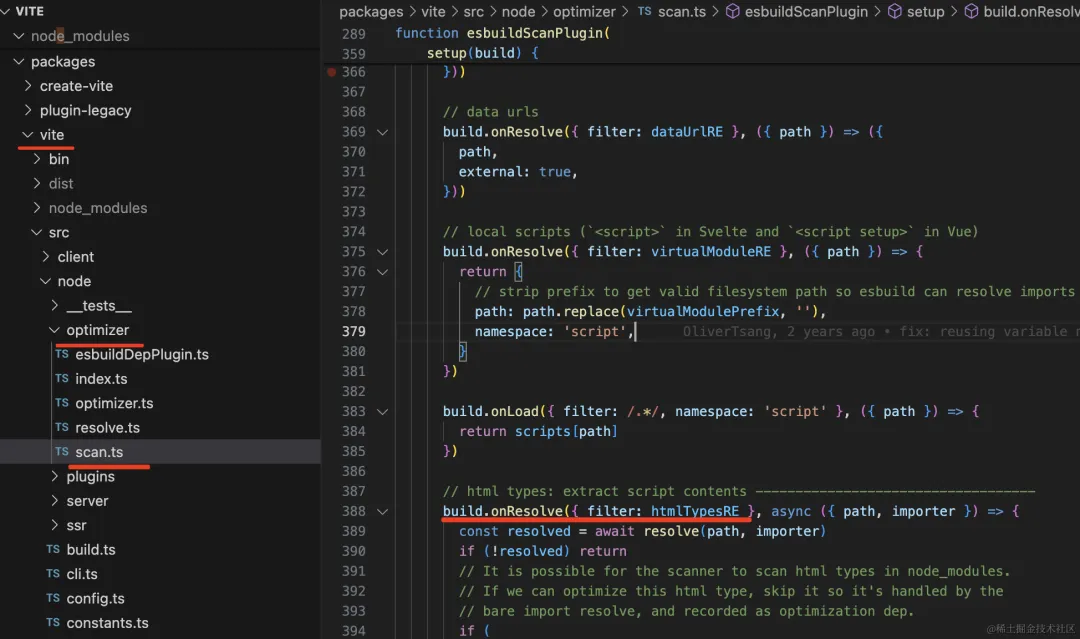 VITE
node_modules
packages
create-vite
plugin-legacy
vite
bin
dist
node_modules
src
client
node
__tests__
optimizer
TS esbuildDepPlugin.ts
TS index.ts
TS optimizer.ts
TS resolve.ts
TS scan.ts
plugins
server
ssr
TS build.ts
TS cli.ts
TS config.ts
TS constants.ts
packages > vite > src > node > optimizer > TS scan.ts > esbuildScanPlugin > setup > build.onResolv
289 function esbuildScanPlugin(
359 setup(build) {
366 }))
367
368 // data urls
369 build.onResolve({ filter: dataUrlRE }, ({ path }) => ({
370 path,
371 external: true,
372 }))
373
374 // local scripts (`<script>` in Svelte and `<script setup>` in Vue)
375 build.onResolve({ filter: virtualModuleRE }, ({ path }) => {
376 return {
377 // strip prefix to get valid filesystem path so esbuild can resolve imports
378 path: path.replace(virtualModulePrefix, ''),
379 namespace: 'script', OliverTsang, 2 years ago • fix: reusing variable
380 }
381 })
382
383 build.onLoad({ filter: /.*/, namespace: 'script' }, ({ path }) => {
384 return scripts[path]
385 })
386
387 // html types: extract script contents -----------------------------------
388 build.onResolve({ filter: htmlTypesRE }, async ({ path, importer }) => {
389 const resolved = await resolve(path, importer)
390 if (!resolved) return
391 // It is possible for the scanner to scan html types in node_modules.
392 // If we can optimize this html type, skip it so it's handled by the
393 // bare import resolve, and recorded as optimization dep.
394 if (
@稀土掘金技术社区